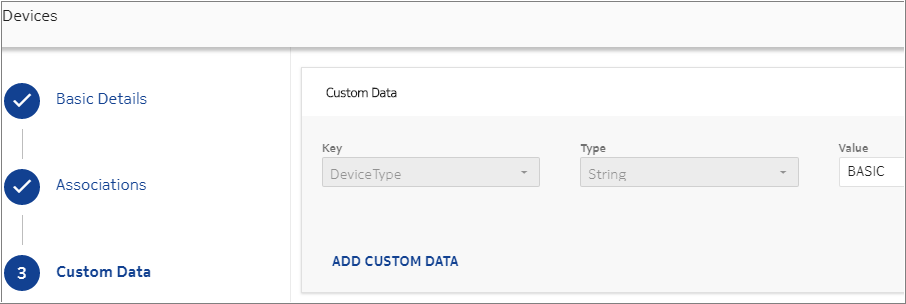 Devices
Basic Details
Associations
3 Custom Data
Custom Data
Key Type Value
DeviceType String BASIC
ADD CUSTOM DATA